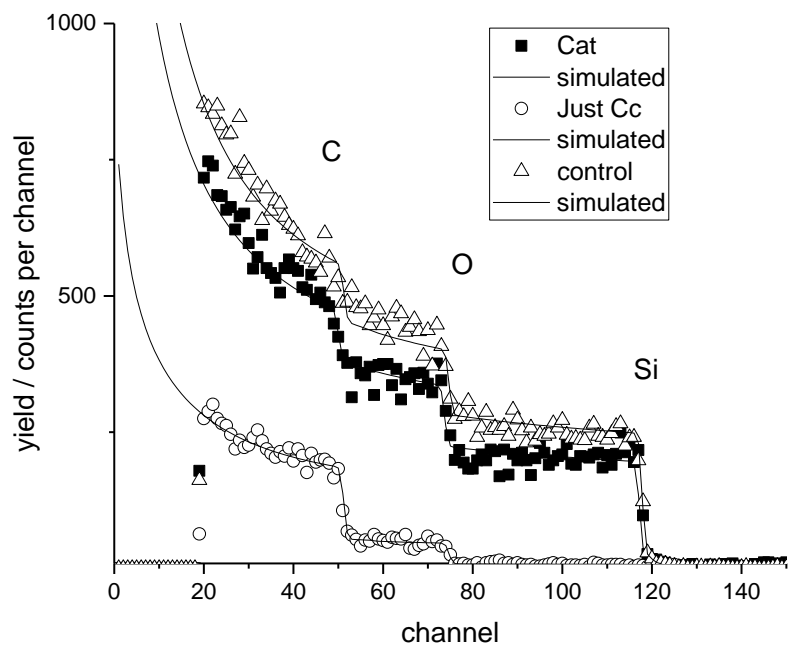 1000
Cat
simulated
Just Cc
simulated
control
simulated
C
O
Si
500
yield / counts per channel
0
20
40
60
80
100
120
140
channel